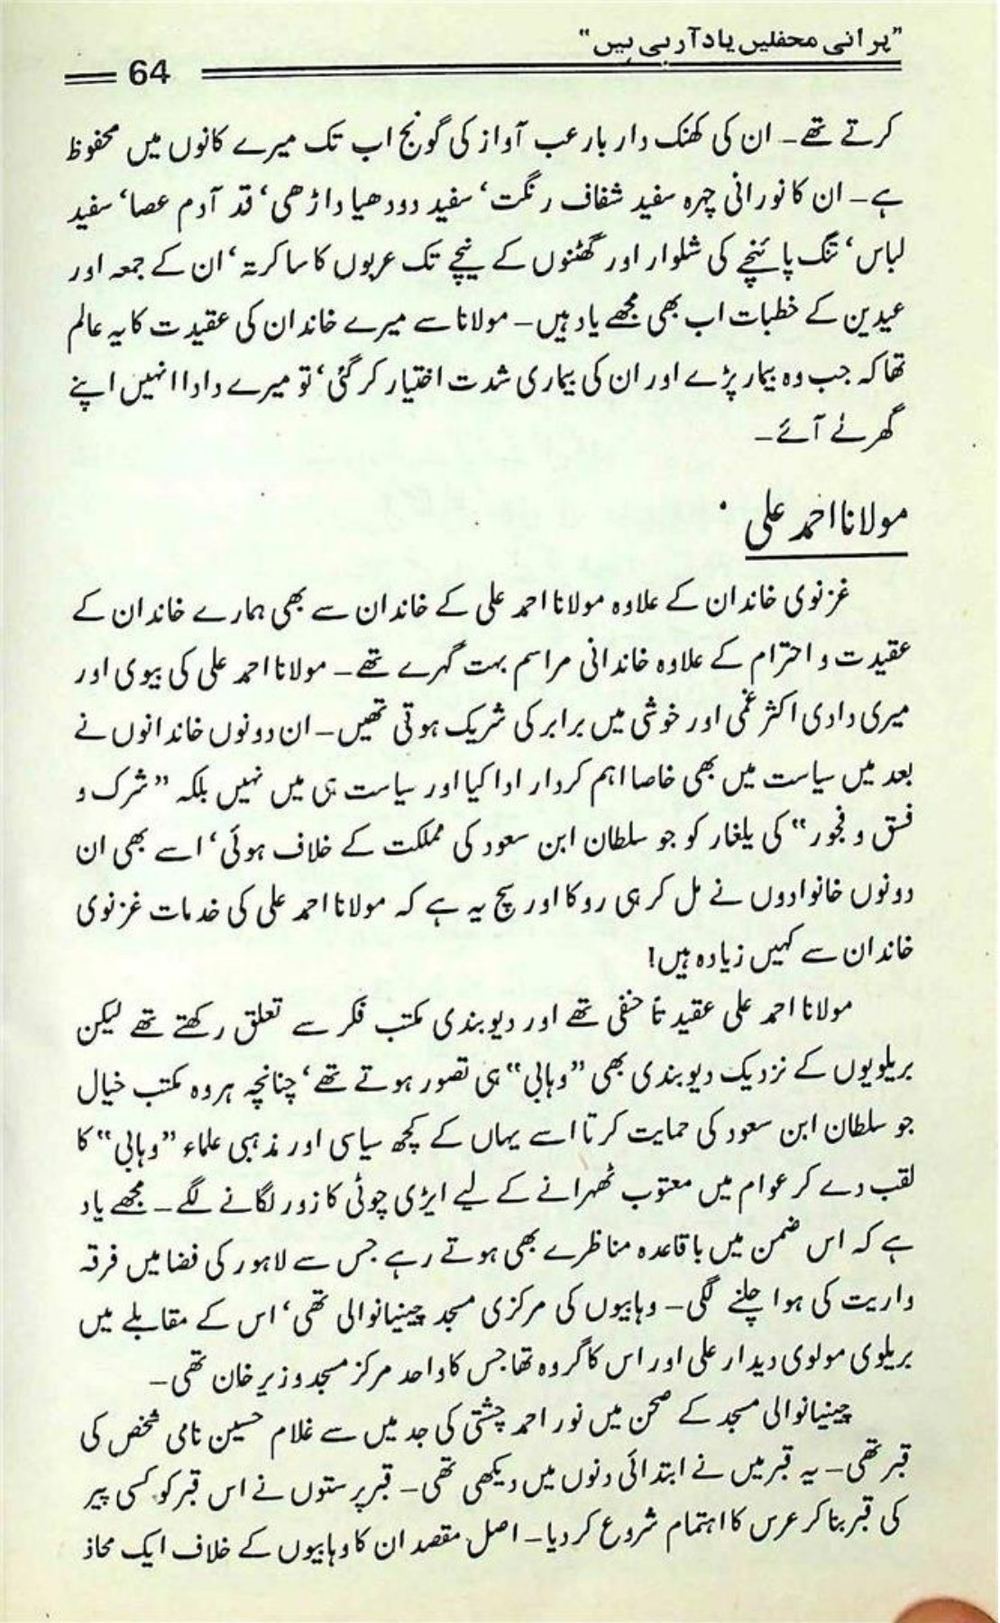 ”پرانی محفلیں یاد آرہی ہیں“
64
کرتے تھے۔ ان کی کھنک دار بارعب آواز کی گونج اب تک میرے کانوں میں محفوظ
ہے۔ ان کا نورانی چہرہ سفید شفاف رنگت‘ سفید دودھیا داڑھی‘ قد آدم عصا‘ سفید
لباس‘ تنگ پائنچے کی شلوار اور گھٹنوں کے نیچے تک عربوں کا سا کرتہ‘ ان کے جمعہ اور
عیدین کے خطبات اب بھی مجھے یاد ہیں۔ مولانا سے میرے خاندان کی عقیدت کا یہ عالم
تھا کہ جب وہ بیمار پڑے اور ان کی بیماری شدت اختیار کر گئی‘ تو میرے دادا انہیں اپنے
گھر لے آئے۔
مولانا احمد علی
غزنوی خاندان کے علاوہ مولانا احمد علی کے خاندان سے بھی ہمارے خاندان کے
عقیدت و احترام کے علاوہ خاندانی مراسم بہت گہرے تھے۔ مولانا احمد علی کی بیوی اور
میری دادی اکثر غمی اور خوشی میں برابر کی شریک ہوتی تھیں۔ ان دونوں خاندانوں نے
بعد میں سیاست میں بھی خاصا اہم کردار ادا کیا اور سیاست ہی میں نہیں بلکہ ”شرک و
فسق و فجور“ کی یلغار کو جو سلطان ابن سعود کی مملکت کے خلاف ہوئی‘ اسے بھی ان
دونوں خانوادوں نے مل کر ہی روکا اور سچ یہ ہے کہ مولانا احمد علی کی خدمات غزنوی
خاندان سے کہیں زیادہ ہیں!
مولانا احمد علی عقیدتاً حنفی تھے اور دیوبندی مکتب فکر سے تعلق رکھتے تھے لیکن
بریلویوں کے نزدیک دیوبندی بھی ”وہابی“ ہی تصور ہوتے تھے‘ چنانچہ ہر وہ مکتب خیال
جو سلطان ابن سعود کی حمایت کرتا اسے یہاں کے کچھ سیاسی اور مذہبی علماء ”وہابی“ کا
لقب دے کر عوام میں معتوب ٹھہرانے کے لیے ایڑی چوٹی کا زور لگانے لگے۔ مجھے یاد
ہے کہ اس ضمن میں باقاعدہ مناظرے بھی ہوتے رہے جس سے لاہور کی فضا میں فرقہ
واریت کی ہوا چلنے لگی۔ وہابیوں کی مرکزی مسجد چینیانوالی تھی‘ اس کے مقابلے میں
بریلوی مولوی دیدار علی اور اس کا گروہ تھا جس کا واحد مرکز مسجد وزیر خان تھی۔
چینیانوالی مسجد کے صحن میں نور احمد چشتی کی جد میں سے غلام حسین نامی شخص کی
قبر تھی۔ یہ قبر میں نے ابتدائی دنوں میں دیکھی تھی۔ قبر پرستوں نے اس قبر کو کسی پیر
کی قبر بنا کر عرس کا اہتمام شروع کر دیا۔ اصل مقصد ان کا وہابیوں کے خلاف ایک محاذ